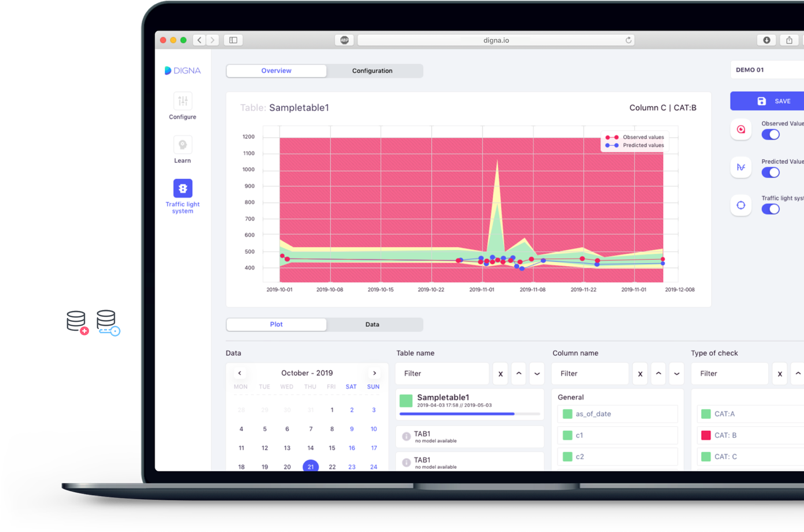 digna.io
DIGNA
Overview
Configuration
DEMO 01
Table: Sampletable1
Column C | CAT:B
SAVE
Configure
Learn
Traffic light
system
1200
1100
1000
900
800
700
600
500
400
Observed values
Predicted values
2019-10-01
2019-10-08
2019-10-15
2019-10-22
2019-11-01
2019-11-08
2019-11-22
2019-11-01
2019-12-008
Observed Value
Predicted Value
Traffic light sys
Plot
Data
Data
Table name
Column name
Type of check
October - 2019
Filter
X
Filter
X
Filter
X
MON TUE WED THU FRI SAT SUN
1 2 3
4 5 6 7 8 9 10
11 12 13 14 15 16 17
18 19 20 21 22 23 24
Sampletable1
2019-04-03 17:58 // 2019-05-03
TAB1
no model available
TAB1
no model available
General
as_of_date
c1
c2
CAT:A
CAT: B
CAT: C